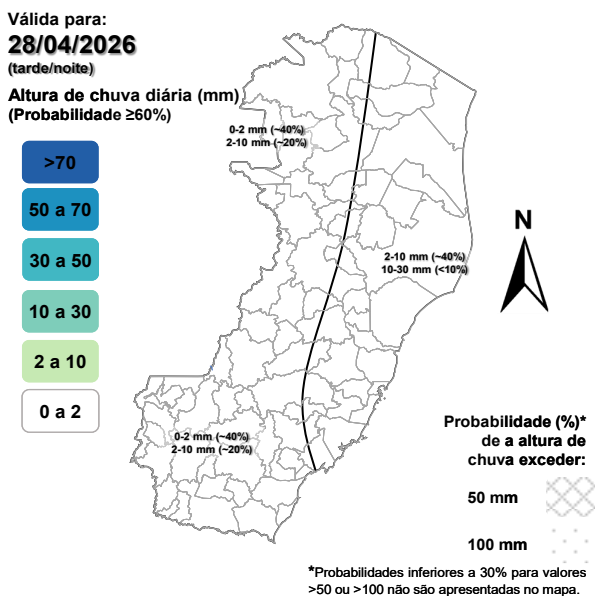 Válida para:
28/04/2026
(tarde/noite)
Altura de chuva diária (mm)
(Probabilidade ≥60%)
>70
50 a 70
30 a 50
10 a 30
2 a 10
0 a 2
0-2 mm (~40%)
2-10 mm (~20%)
2-10 mm (~40%)
10-30 mm (<10%)
0-2 mm (~40%)
2-10 mm (~20%)
N
Probabilidade (%)*
de a altura de
chuva exceder:
50 mm
100 mm
*Probabilidades inferiores a 30% para valores
>50 ou >100 não são apresentadas no mapa.